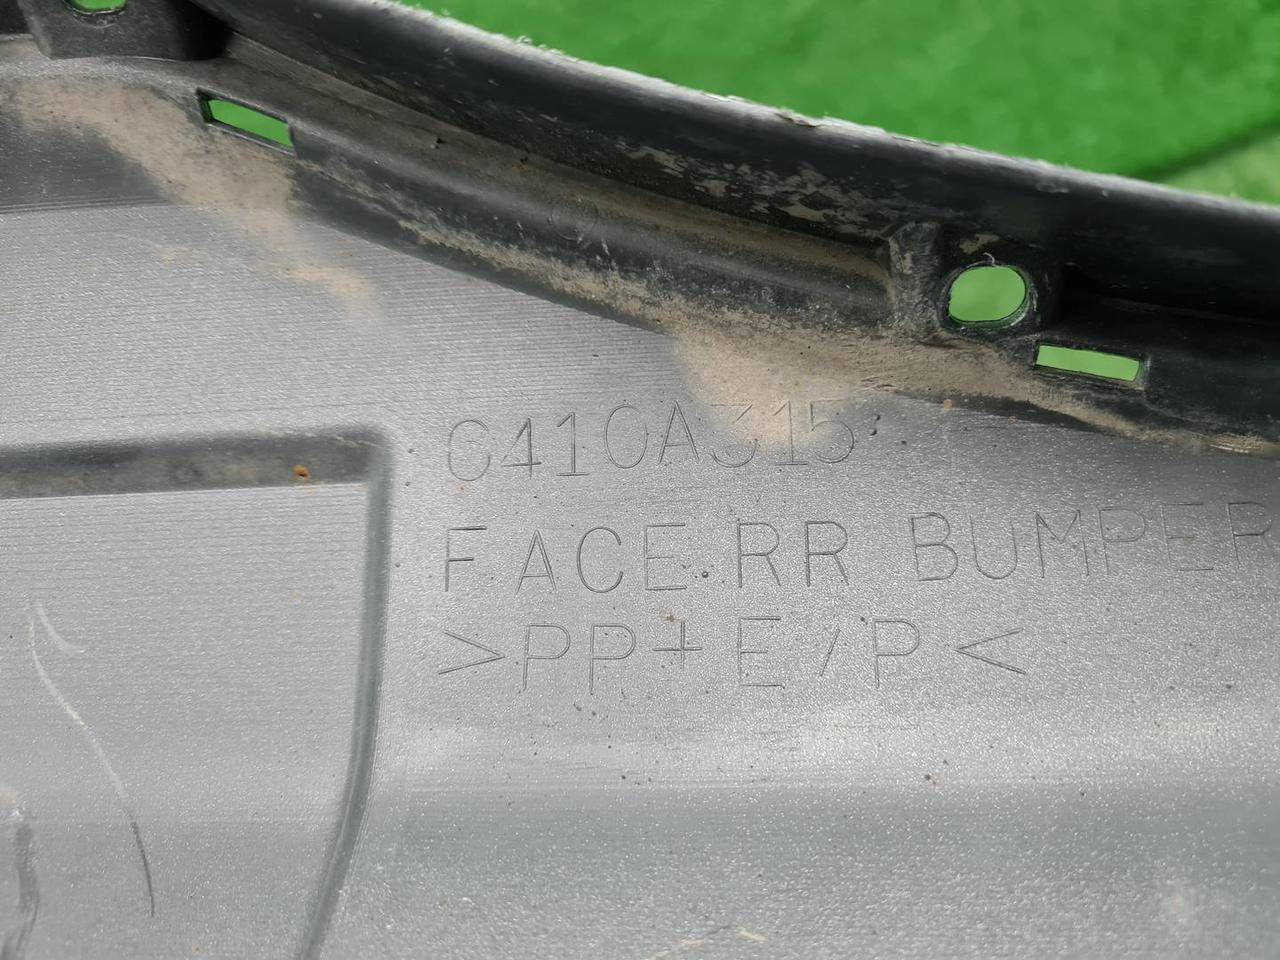 6410A315
FACE RR BUMPER
>PP+E/P<